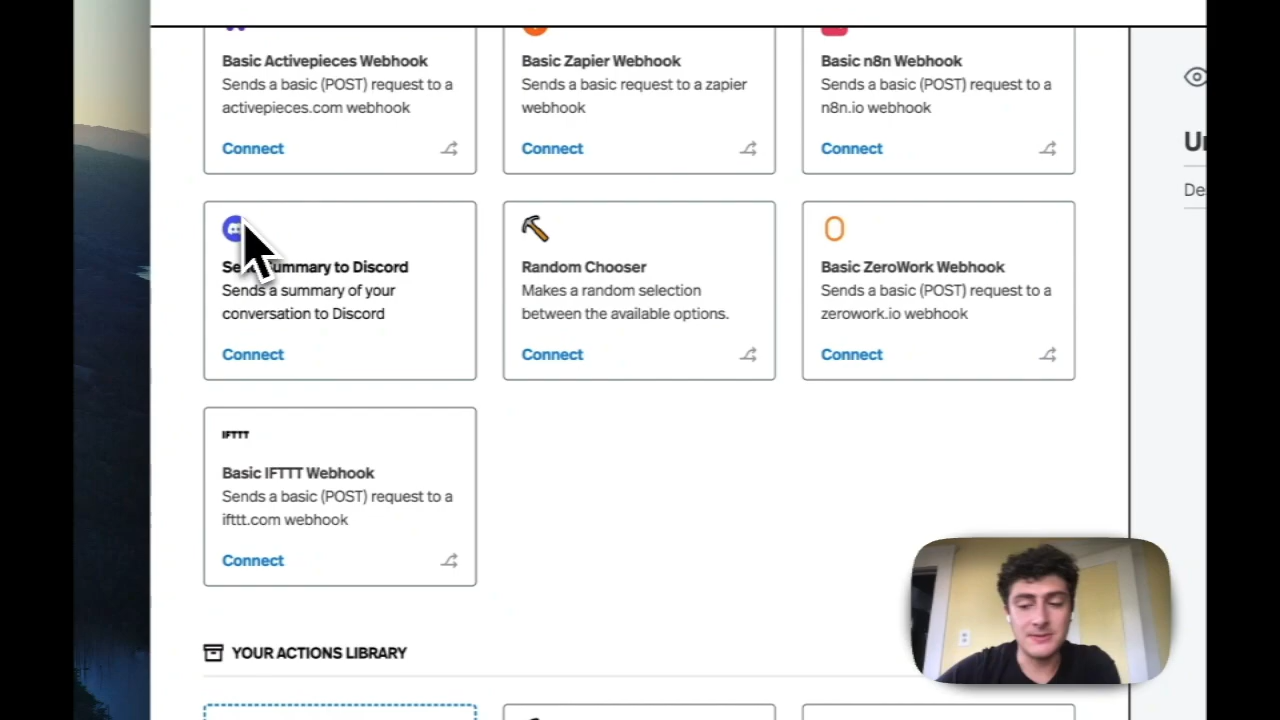 Basic Activepieces Webhook
Sends a basic (POST) request to a
activepieces.com webhook
Connect
Basic Zapier Webhook
Sends a basic request to a zapier
webhook
Connect
Basic n8n Webhook
Sends a basic (POST) request to a
n8n.io webhook
Connect
Summary to Discord
Sends a summary of your
conversation to Discord
Connect
Random Chooser
Makes a random selection
between the available options.
Connect
Basic ZeroWork Webhook
Sends a basic (POST) request to a
zerowork.io webhook
Connect
IFTTT
Basic IFTTT Webhook
Sends a basic (POST) request to a
ifttt.com webhook
Connect
YOUR ACTIONS LIBRARY